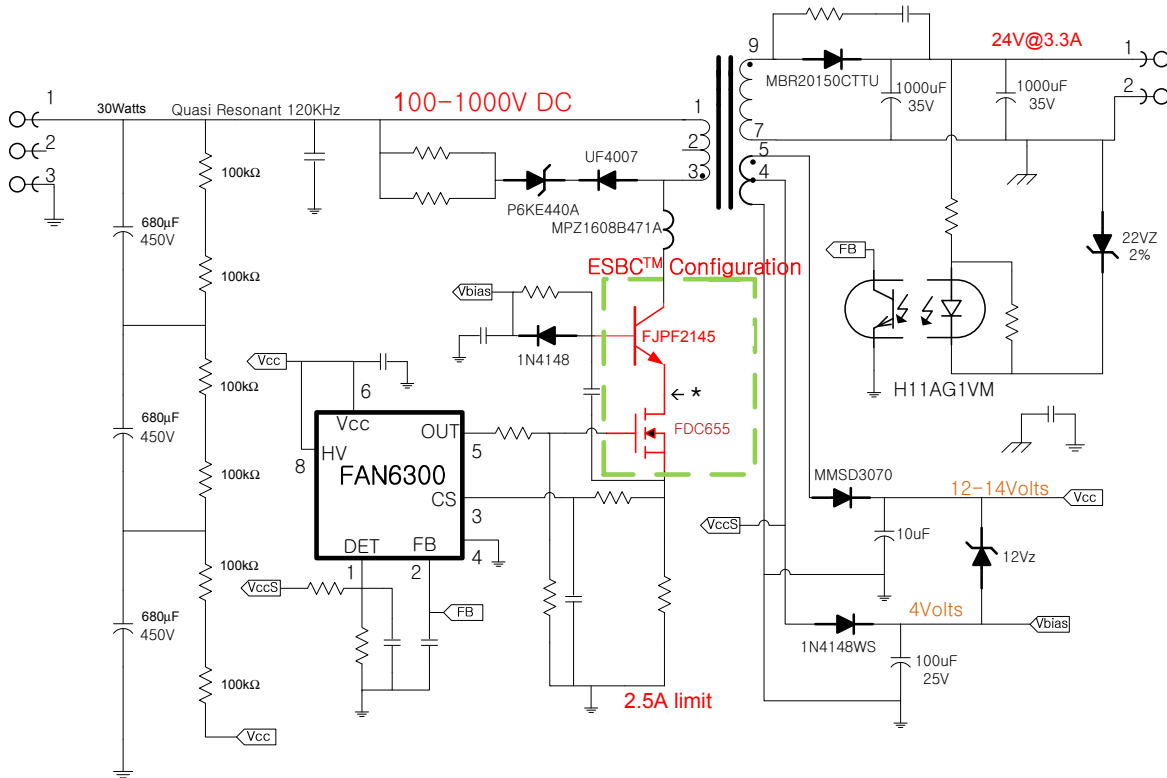 24V@3.3A
1
2
9
7
5
4
MBR20150CTTU
1000uF
35V
1000uF
35V
1
2
3
30Watts
Quasi Resonant 120KHz
100-1000V DC
1
2
3
UF4007
P6KE440A
MPZ1608B471A
100kΩ
680µF
450V
100kΩ
ESBC™ Configuration
Vbias
1N4148
FJPF2145
← *
FDC655
FB
H11AG1VM
22VZ
2%
Vcc
6
Vcc
8
HV
FAN6300
OUT
5
CS
3
4
DET
FB
1
2
100kΩ
680µF
450V
100kΩ
100kΩ
680µF
450V
100kΩ
Vcc
VccS
FB
2.5A limit
VccS
MMSD3070
12-14Volts
Vcc
10uF
12Vz
4Volts
Vbias
1N4148WS
100uF
25V